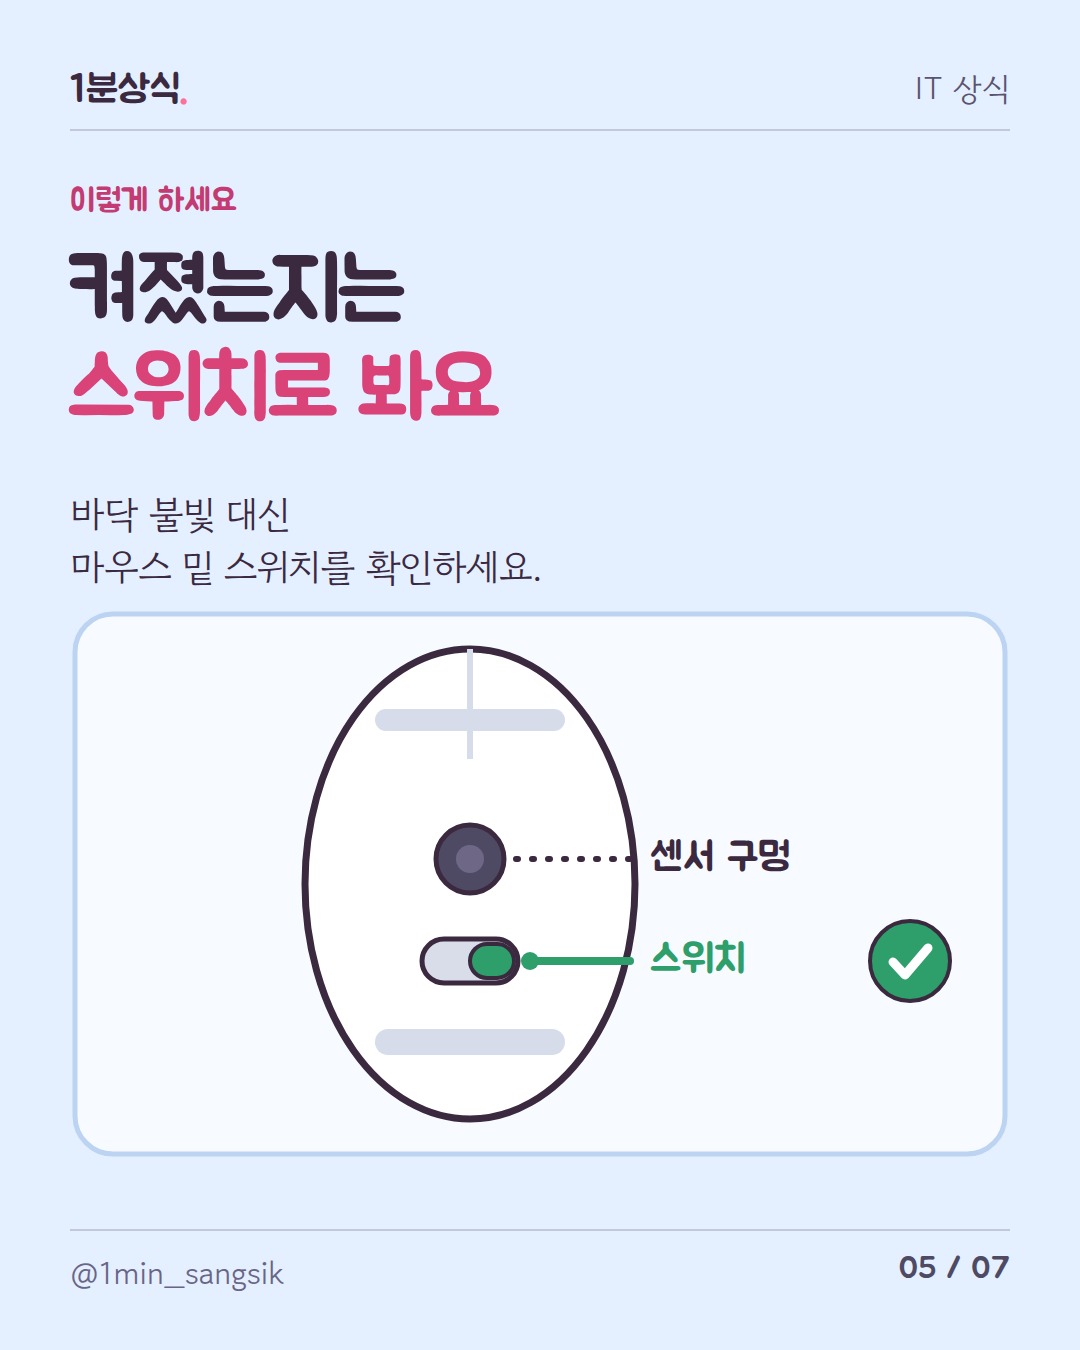 1분상식.
IT 상식
이렇게 하세요
켜졌는지는
스위치로 봐요
바닥 불빛 대신
마우스 밑 스위치를 확인하세요.
센서 구멍
스위치
@1min_sangsik
05 / 07